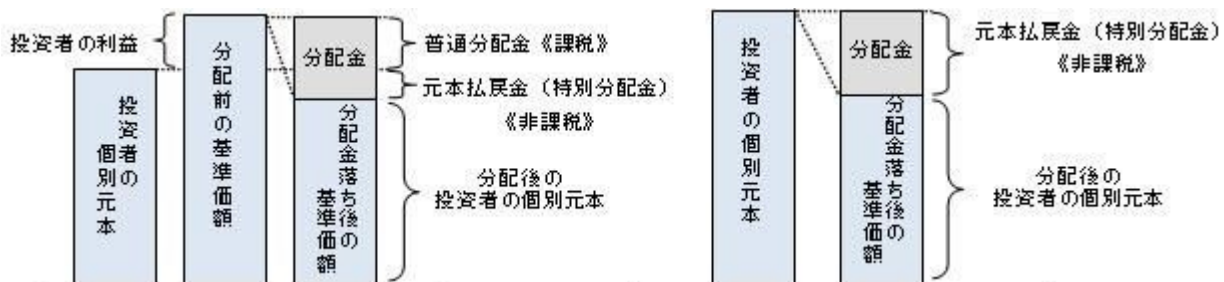 投資者の利益
投資者の
個別元本
分配前の基準価額
分配金
分配金落ち後の
基準価額
普通分配金《課税》
元本払戻金（特別分配金）
《非課税》
分配後の
投資者の個別元本
投資者の個別元本
分配金
分配金落ち後の
基準価額
元本払戻金（特別分配金）
《非課税》
分配後の
投資者の個別元本